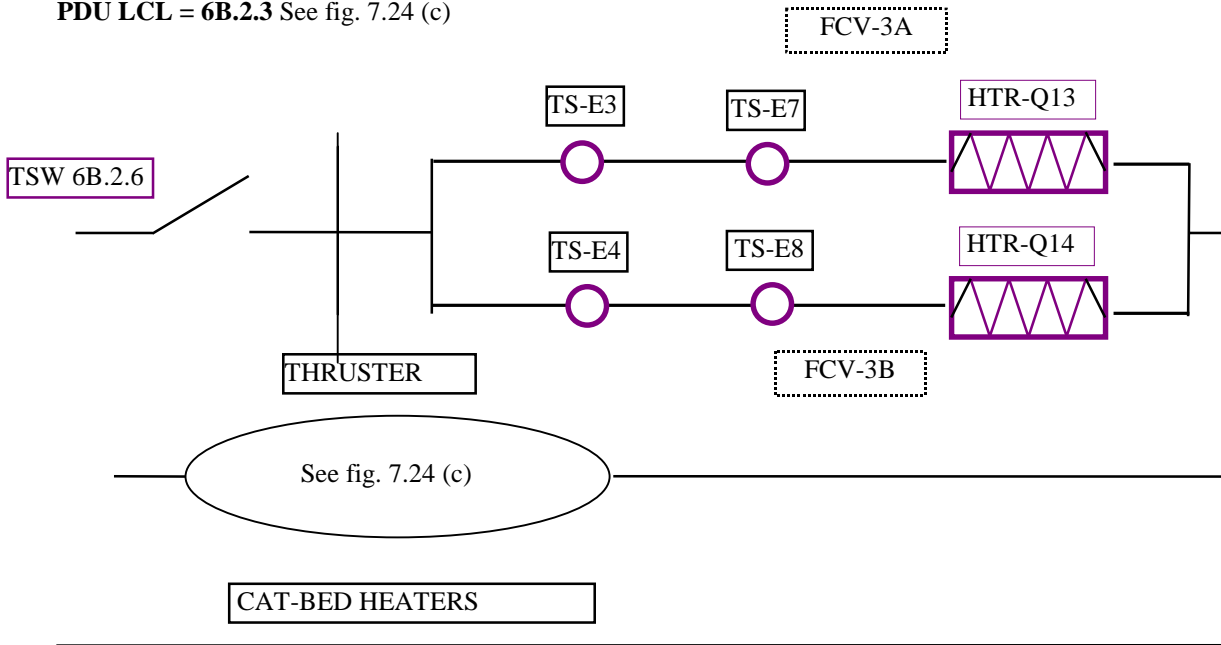 PDU LCL = 6B.2.3 See fig. 7.24 (c)
FCV-3A
TS-E3
TS-E7
HTR-Q13
TSW 6B.2.6
TS-E4
TS-E8
HTR-Q14
THRUSTER
FCV-3B
See fig. 7.24 (c)
CAT-BED HEATERS